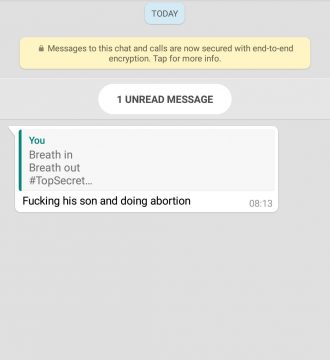 TODAY
Messages to this chat and calls are now secured with end-to-end
encryption. Tap for more info.
1 UNREAD MESSAGE
You
Breath in
Breath out
#TopSecret...
Fucking his son and doing abortion
08:13